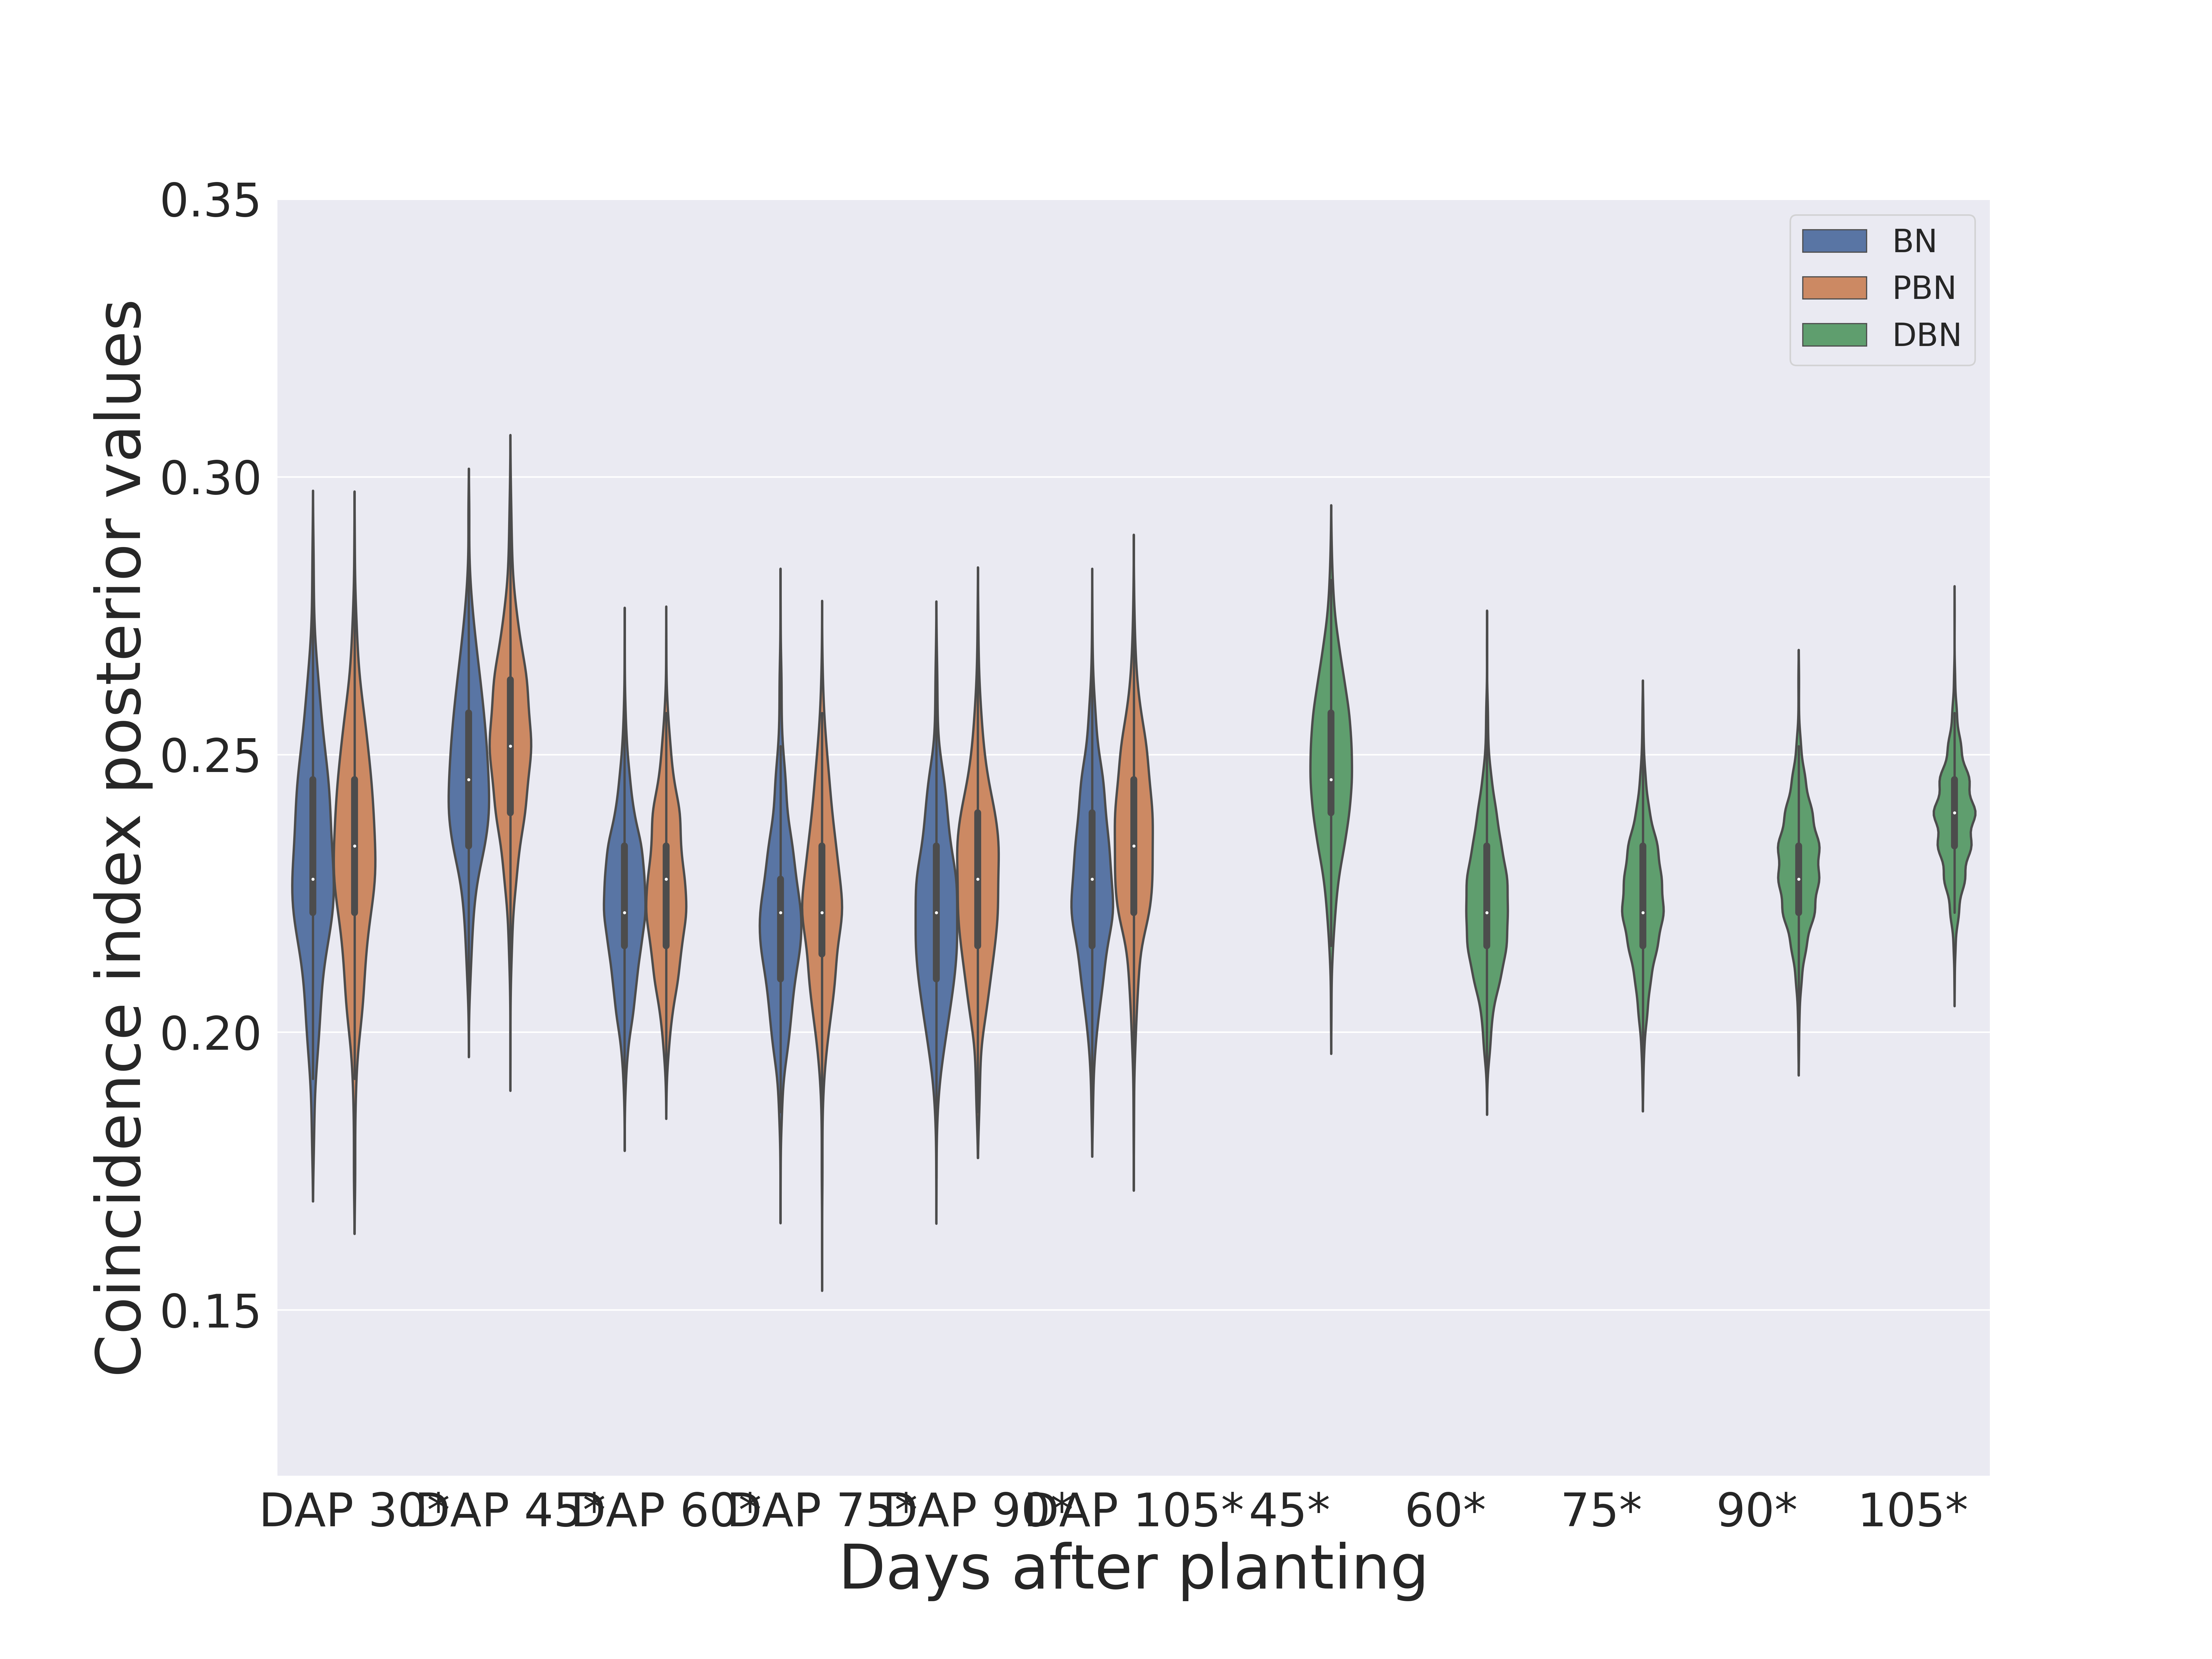 Coincidence index posterior values
0.35
0.30
0.25
0.20
0.15
BN
PBN
DBN
DAP 30* DAP 45* DAP 60* DAP 75* DAP 90* DAP 105* 45* 60* 75* 90* 105*
Days after planting